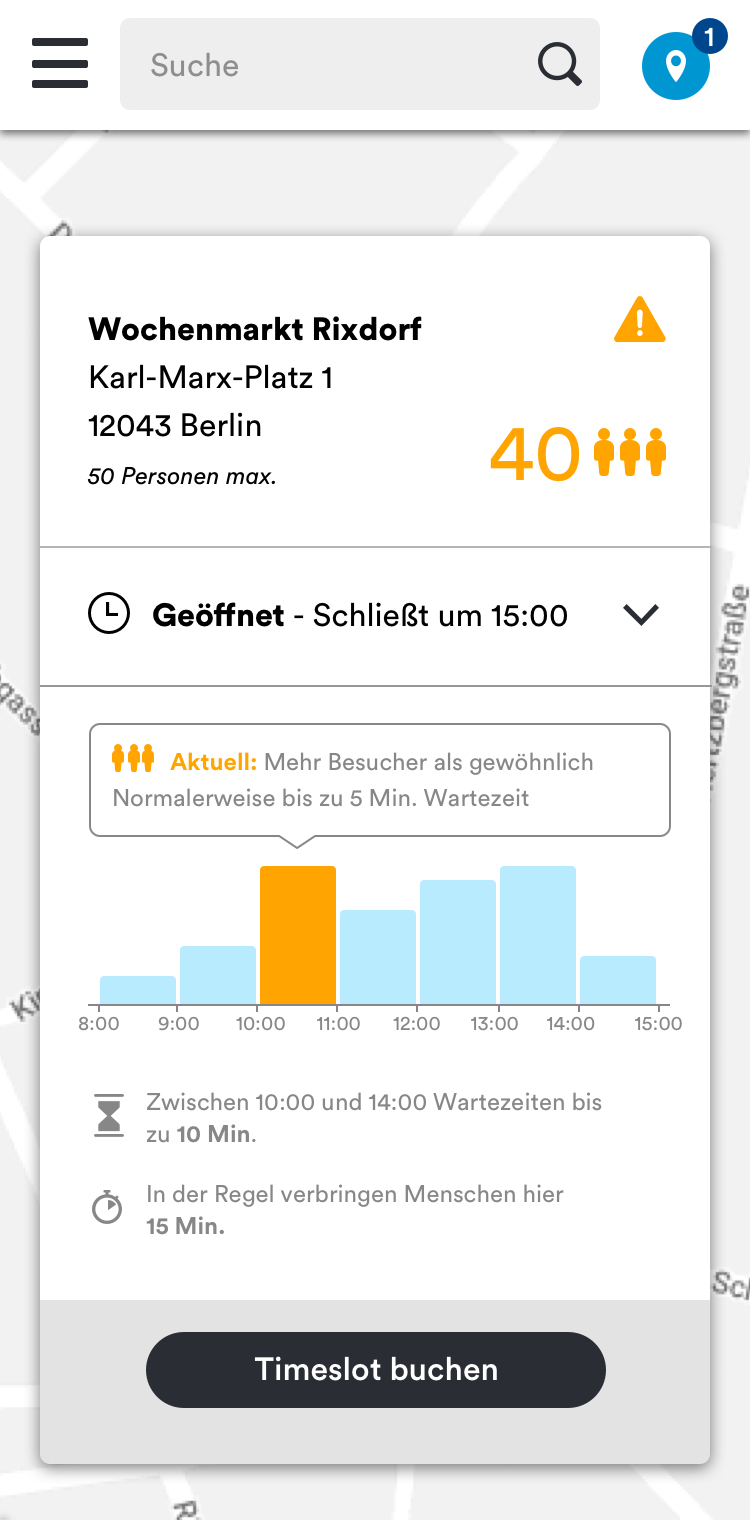 Suche
1
Wochenmarkt Rixdorf
Karl-Marx-Platz 1
12043 Berlin
50 Personen max.
40
Geöffnet - Schließt um 15:00
Aktuell: Mehr Besucher als gewöhnlich
Normalerweise bis zu 5 Min. Wartezeit
8:00 9:00 10:00 11:00 12:00 13:00 14:00 15:00
Zwischen 10:00 und 14:00 Wartezeiten bis
zu 10 Min.
In der Regel verbringen Menschen hier
15 Min.
Timeslot buchen